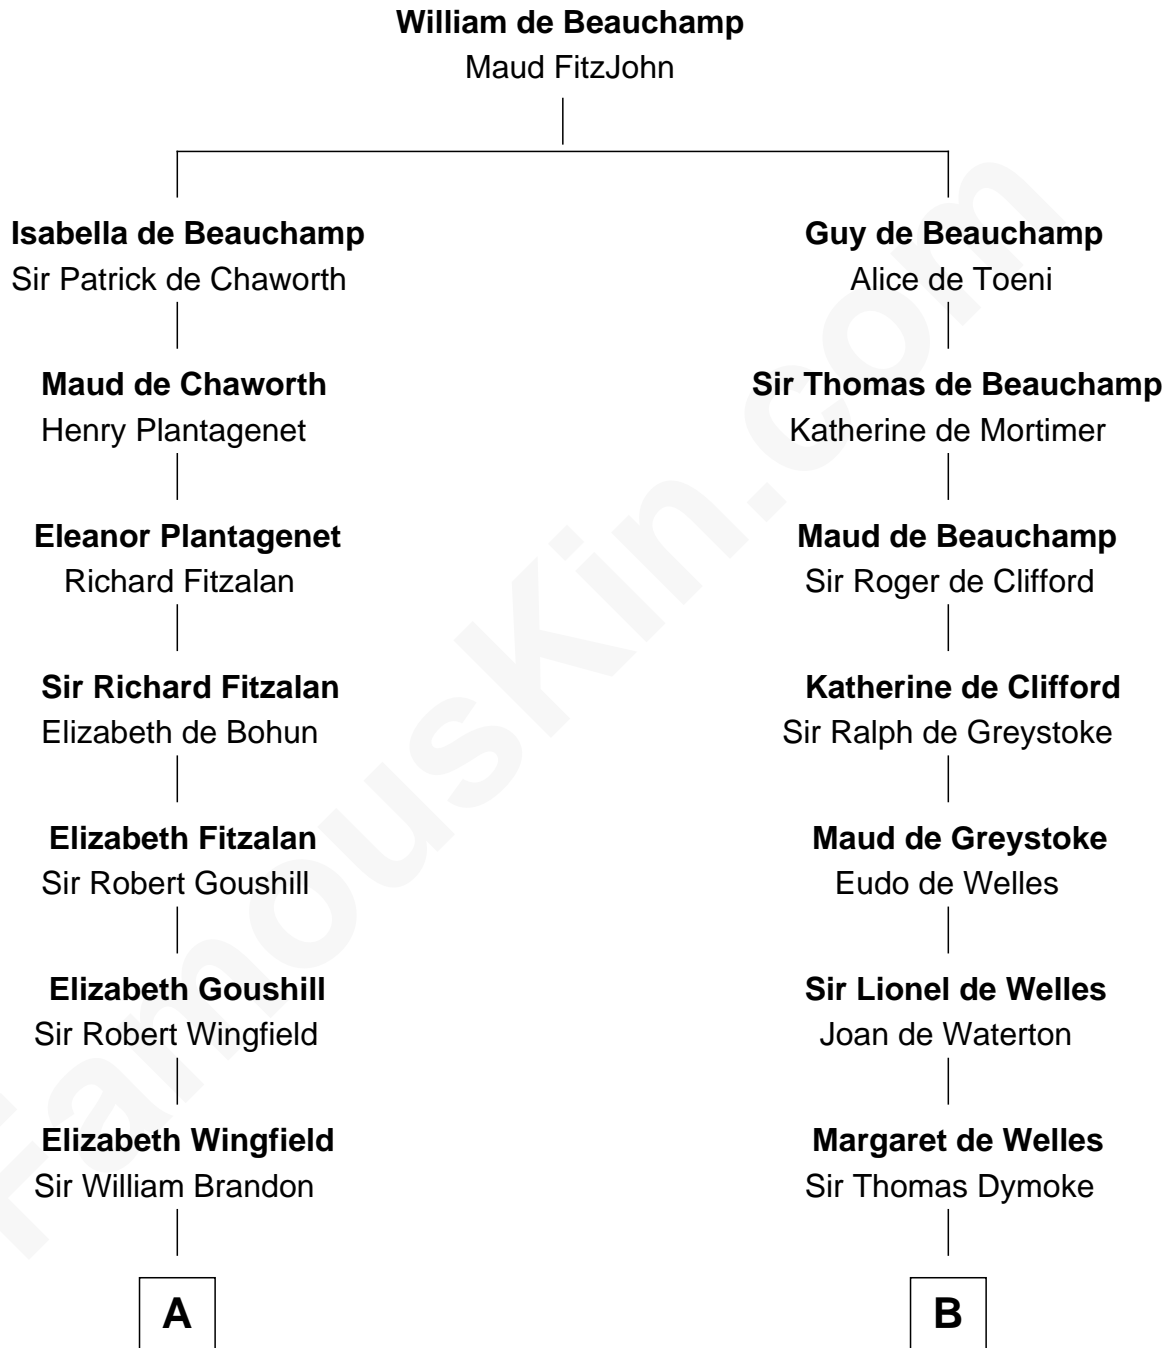 William de Beauchamp
Maud FitzJohn
Isabella de Beauchamp
Sir Patrick de Chaworth
Guy de Beauchamp
Alice de Toeni
Maud de Chaworth
Henry Plantagenet
Sir Thomas de Beauchamp
Katherine de Mortimer
Eleanor Plantagenet
Richard Fitzalan
Maud de Beauchamp
Sir Roger de Clifford
Sir Richard Fitzalan
Elizabeth de Bohun
Katherine de Clifford
Sir Ralph de Greystoke
Elizabeth Fitzalan
Sir Robert Goushill
Maud de Greystoke
Eudo de Welles
Elizabeth Goushill
Sir Robert Wingfield
Sir Lionel de Welles
Joan de Waterton
Elizabeth Wingfield
Sir William Brandon
Margaret de Welles
Sir Thomas Dymoke
A
B
FamousKin.com